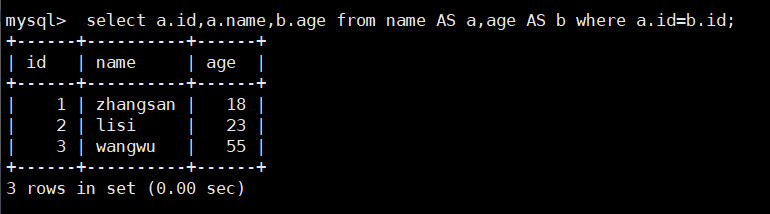 mysql>  select a.id,a.name,b.age from name AS a,age AS b where a.id=b.id;
+------+----------+------+
| id   | name     | age  |
+------+----------+------+
|    1 | zhangsan |   18 |
|    2 | lisi     |   23 |
|    3 | wangwu   |   55 |
+------+----------+------+
3 rows in set (0.00 sec)